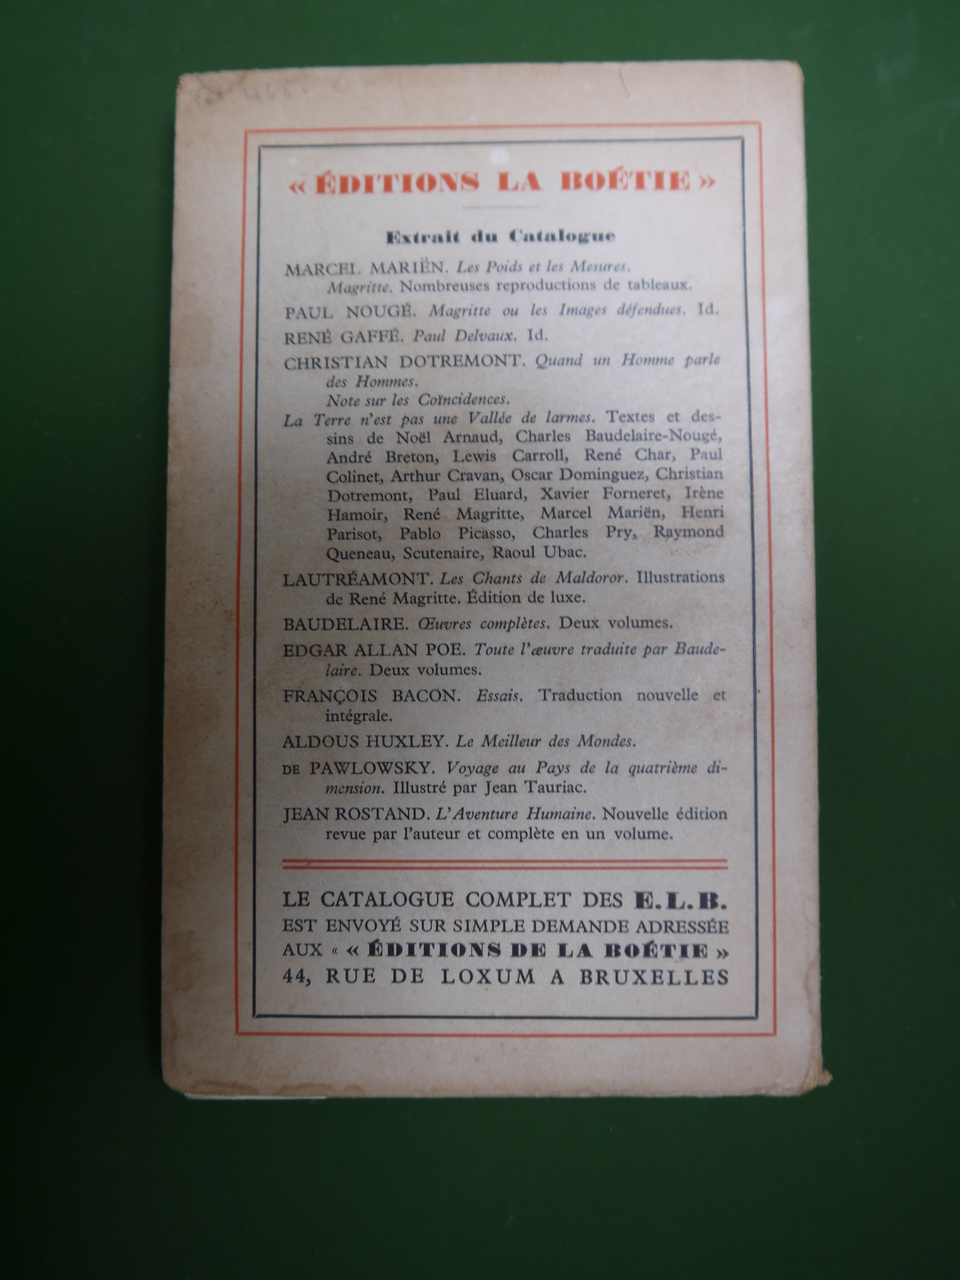 « ÉDITIONS LA BOÉTIE »
Extrait du Catalogue
MARCEL MARIËN. Les Poids et les Mesures.
Magritte. Nombreuses reproductions de tableaux.
PAUL NOUGÉ. Magritte ou les Images défendues. Id.
RENÉ GAFFÉ. Paul Delvaux. Id.
CHRISTIAN DOTREMONT. Quand un Homme parle
des Hommes.
Note sur les Coïncidences.
La Terre n'est pas une Vallée de larmes. Textes et des-
sins de Noël Arnaud, Charles Baudelaire-Nougé,
André Breton, Lewis Carroll, René Char, Paul
Colinet, Arthur Cravan, Oscar Dominguez, Christian
Dotremont, Paul Eluard, Xavier Forneret, Irène
Hamoir, René Magritte, Marcel Mariën, Henri
Parisot, Pablo Picasso, Charles Pry, Raymond
Queneau, Scutenaire, Raoul Ubac.
LAUTRÉAMONT. Les Chants de Maldoror. Illustrations
de René Magritte. Édition de luxe.
BAUDELAIRE. Œuvres complètes. Deux volumes.
EDGAR ALLAN POE. Toute l'œuvre traduite par Baude-
laire. Deux volumes.
FRANÇOIS BACON. Essais. Traduction nouvelle et
intégrale.
ALDOUS HUXLEY. Le Meilleur des Mondes.
DE PAWLOWSKY. Voyage au Pays de la quatrième di-
mension. Illustré par Jean Tauriac.
JEAN ROSTAND. L'Aventure Humaine. Nouvelle édition
revue par l'auteur et complète en un volume.
LE CATALOGUE COMPLET DES E.L.B.
EST ENVOYÉ SUR SIMPLE DEMANDE ADRESSÉE
AUX « « ÉDITIONS DE LA BOÉTIE »
44, RUE DE LOXUM A BRUXELLES